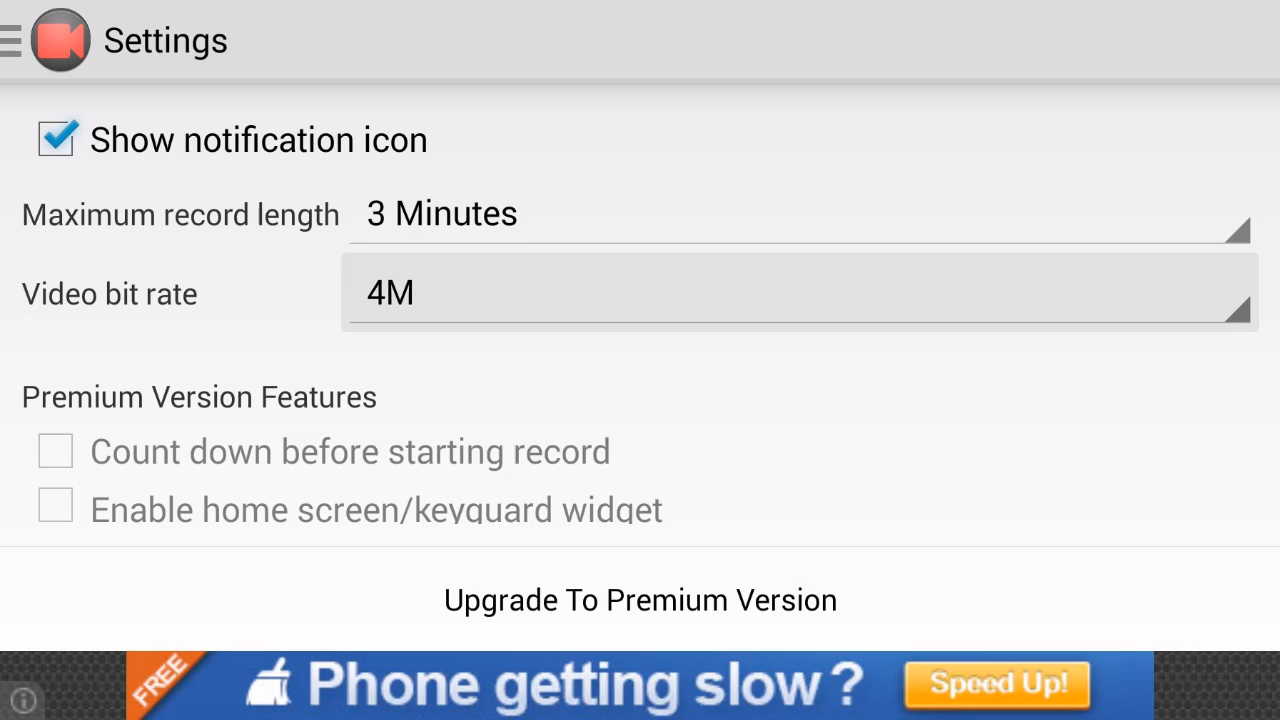 Settings
Show notification icon
Maximum record length 3 Minutes
Video bit rate 4M
Premium Version Features
Count down before starting record
Enable home screen/keyguard widget
Upgrade To Premium Version
FREE Phone getting slow? Speed Up!